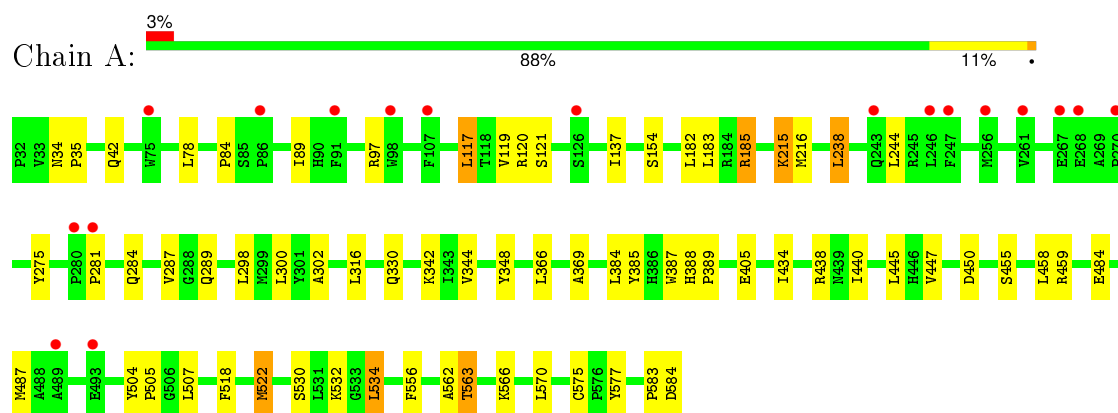 3%
Chain A:
88% 11% •
P32 V33 N34 P35 Q42 W75 L78 P84 S85 P86 I89 H90 F91 R97 W98 F107 L117 T118 V119 R120 S121 S126 I137 S154 L182 L183 R184 R185 K215 M216 L238 Q243 L244 R245 L246 F247 M256 V261 E267 E268 A269
Y275 P280 P281 Q284 V287 G288 Q289 L298 M299 L300 Y301 A302 L316 Q330 K342 I343 V344 Y348 L366 A369 L384 Y385 H386 W387 H388 P389 E405 I434 R438 N439 I440 L445 H446 V447 D450 S455 L458 R459 E484
M487 A488 A489 E493 Y504 P505 G506 L507 F518 M522 S530 L531 K532 G533 L534 F556 A562 T563 K566 L570 C575 P576 Y577 P583 D584